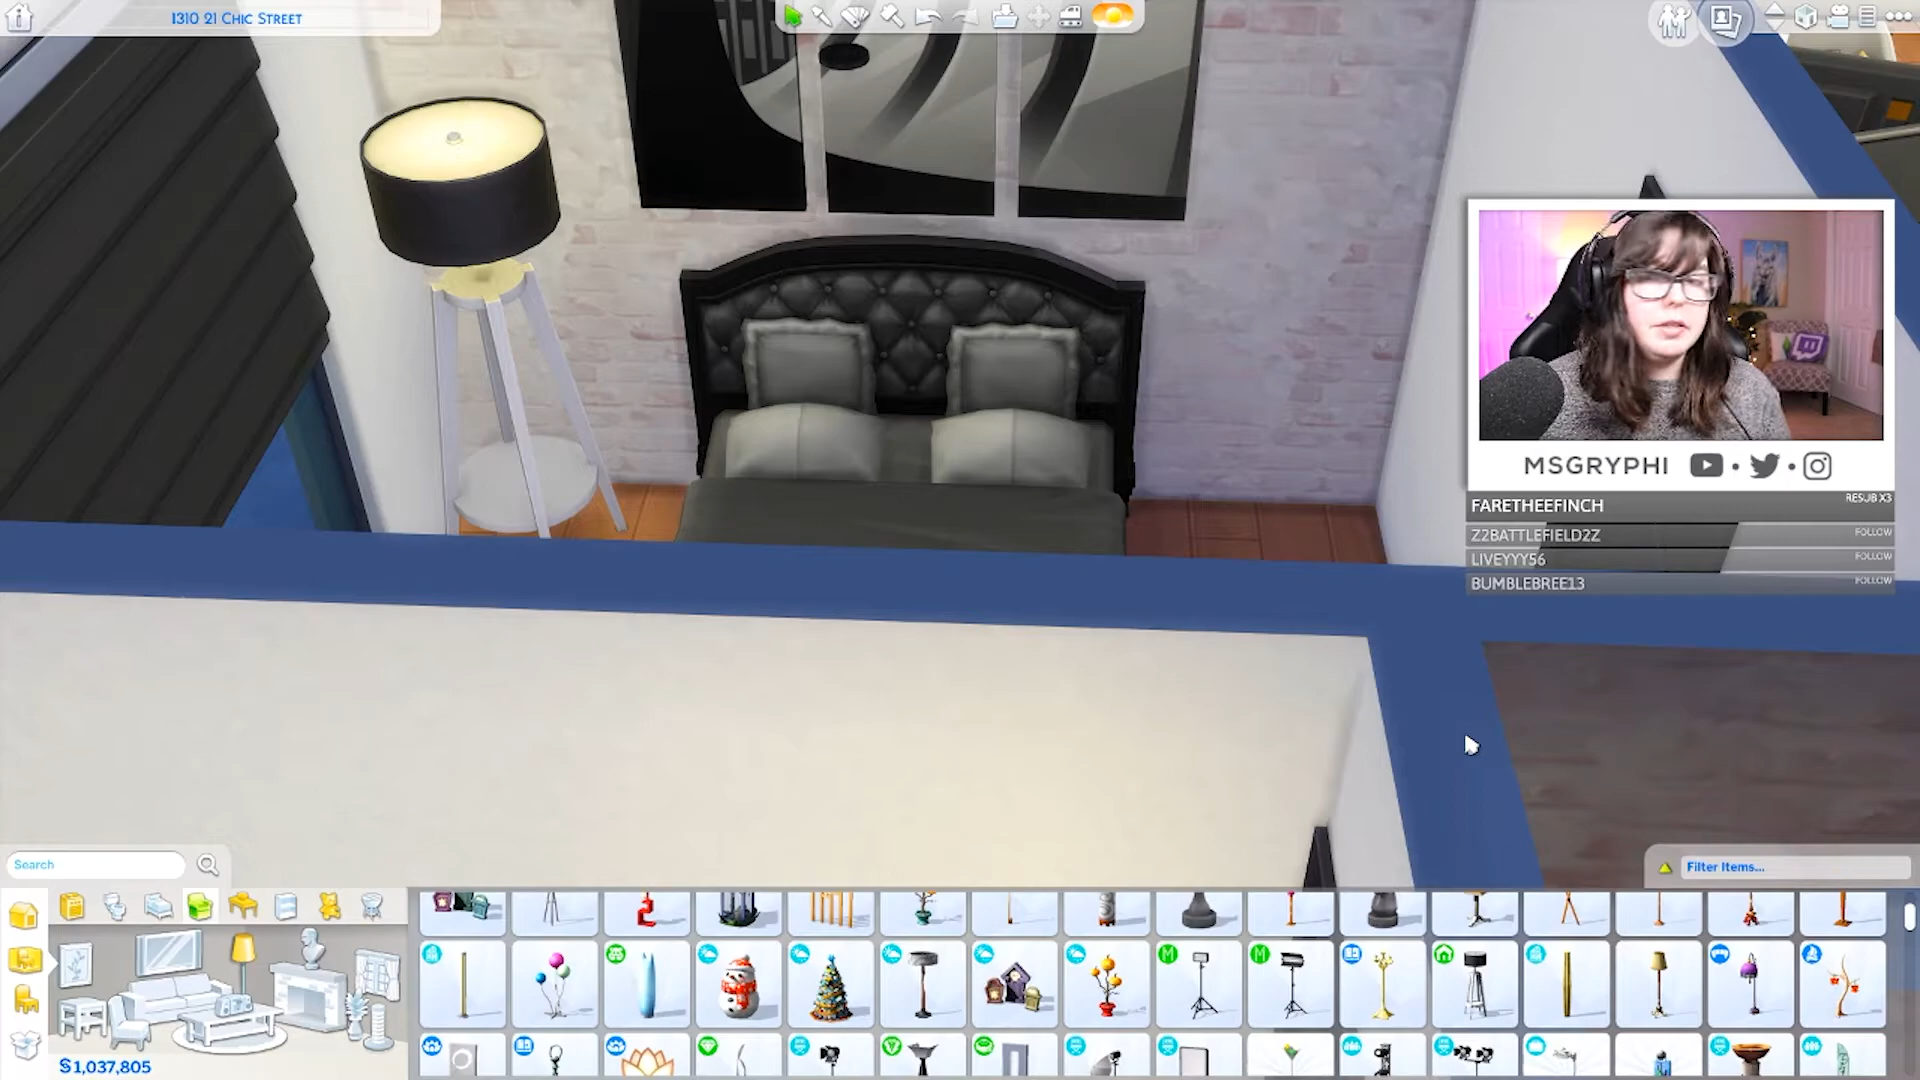 1310 21 Chic Street
MSGRYPHI
FARETHEEFINCH RESUB X3
Z2BATTLEFIELD2Z FOLLOW
LIVEYYY56 FOLLOW
BUMBLEBREE13 FOLLOW
Search
Filter Items...
§1,037,805